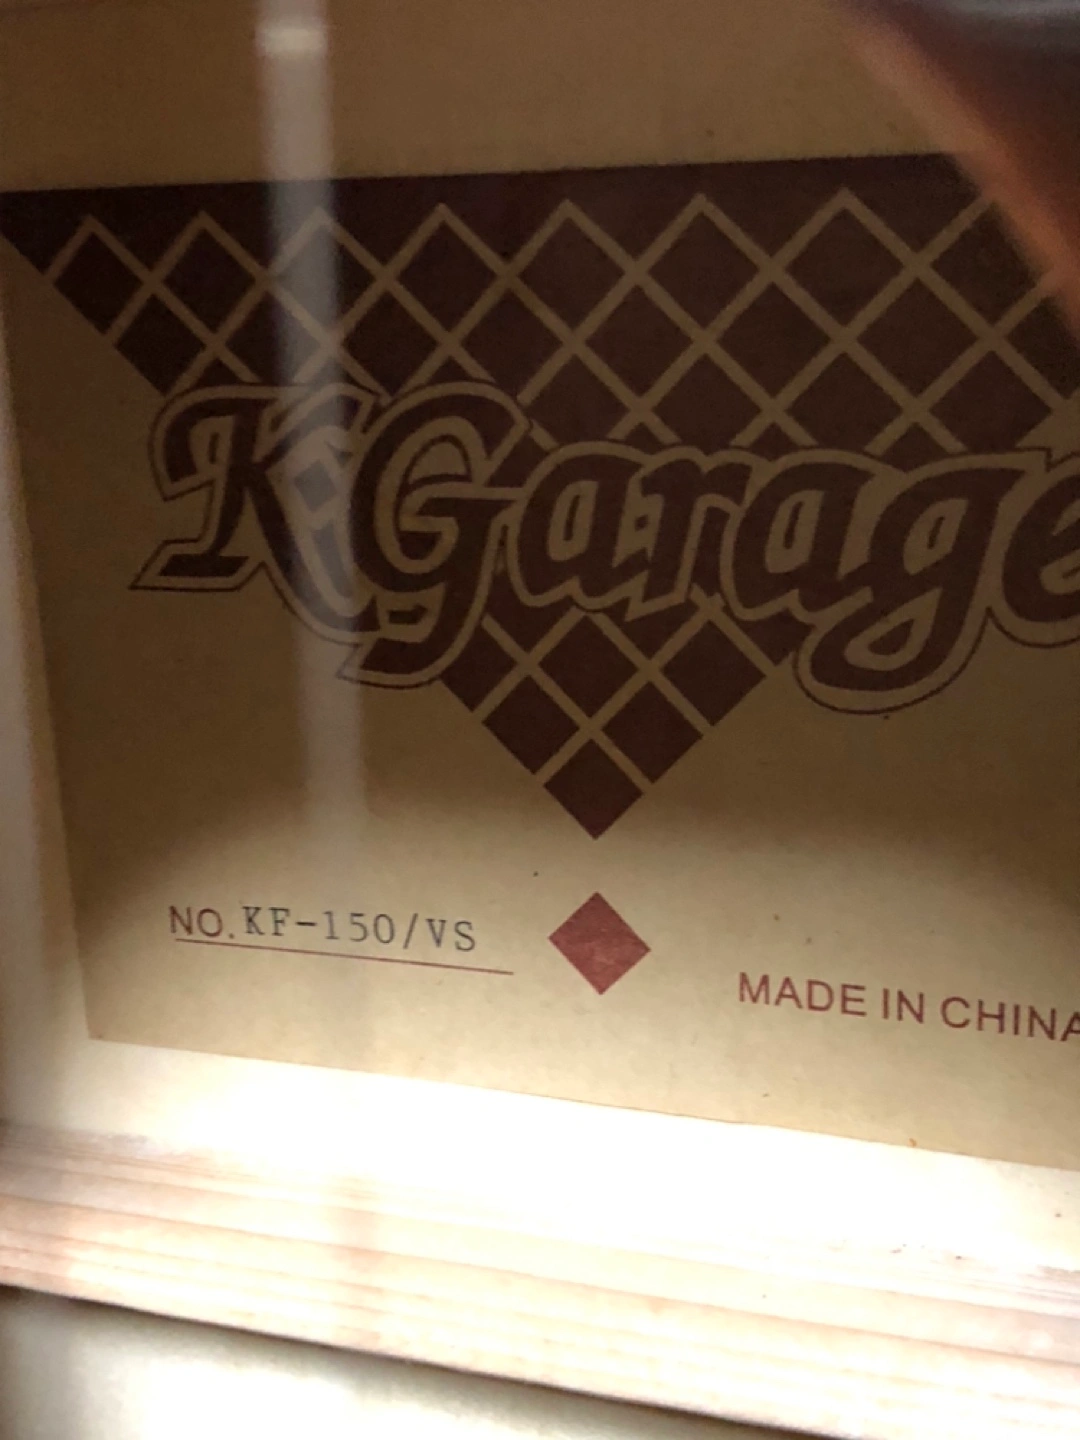 KGarage
NO. KF-150/VS
MADE IN CHINA